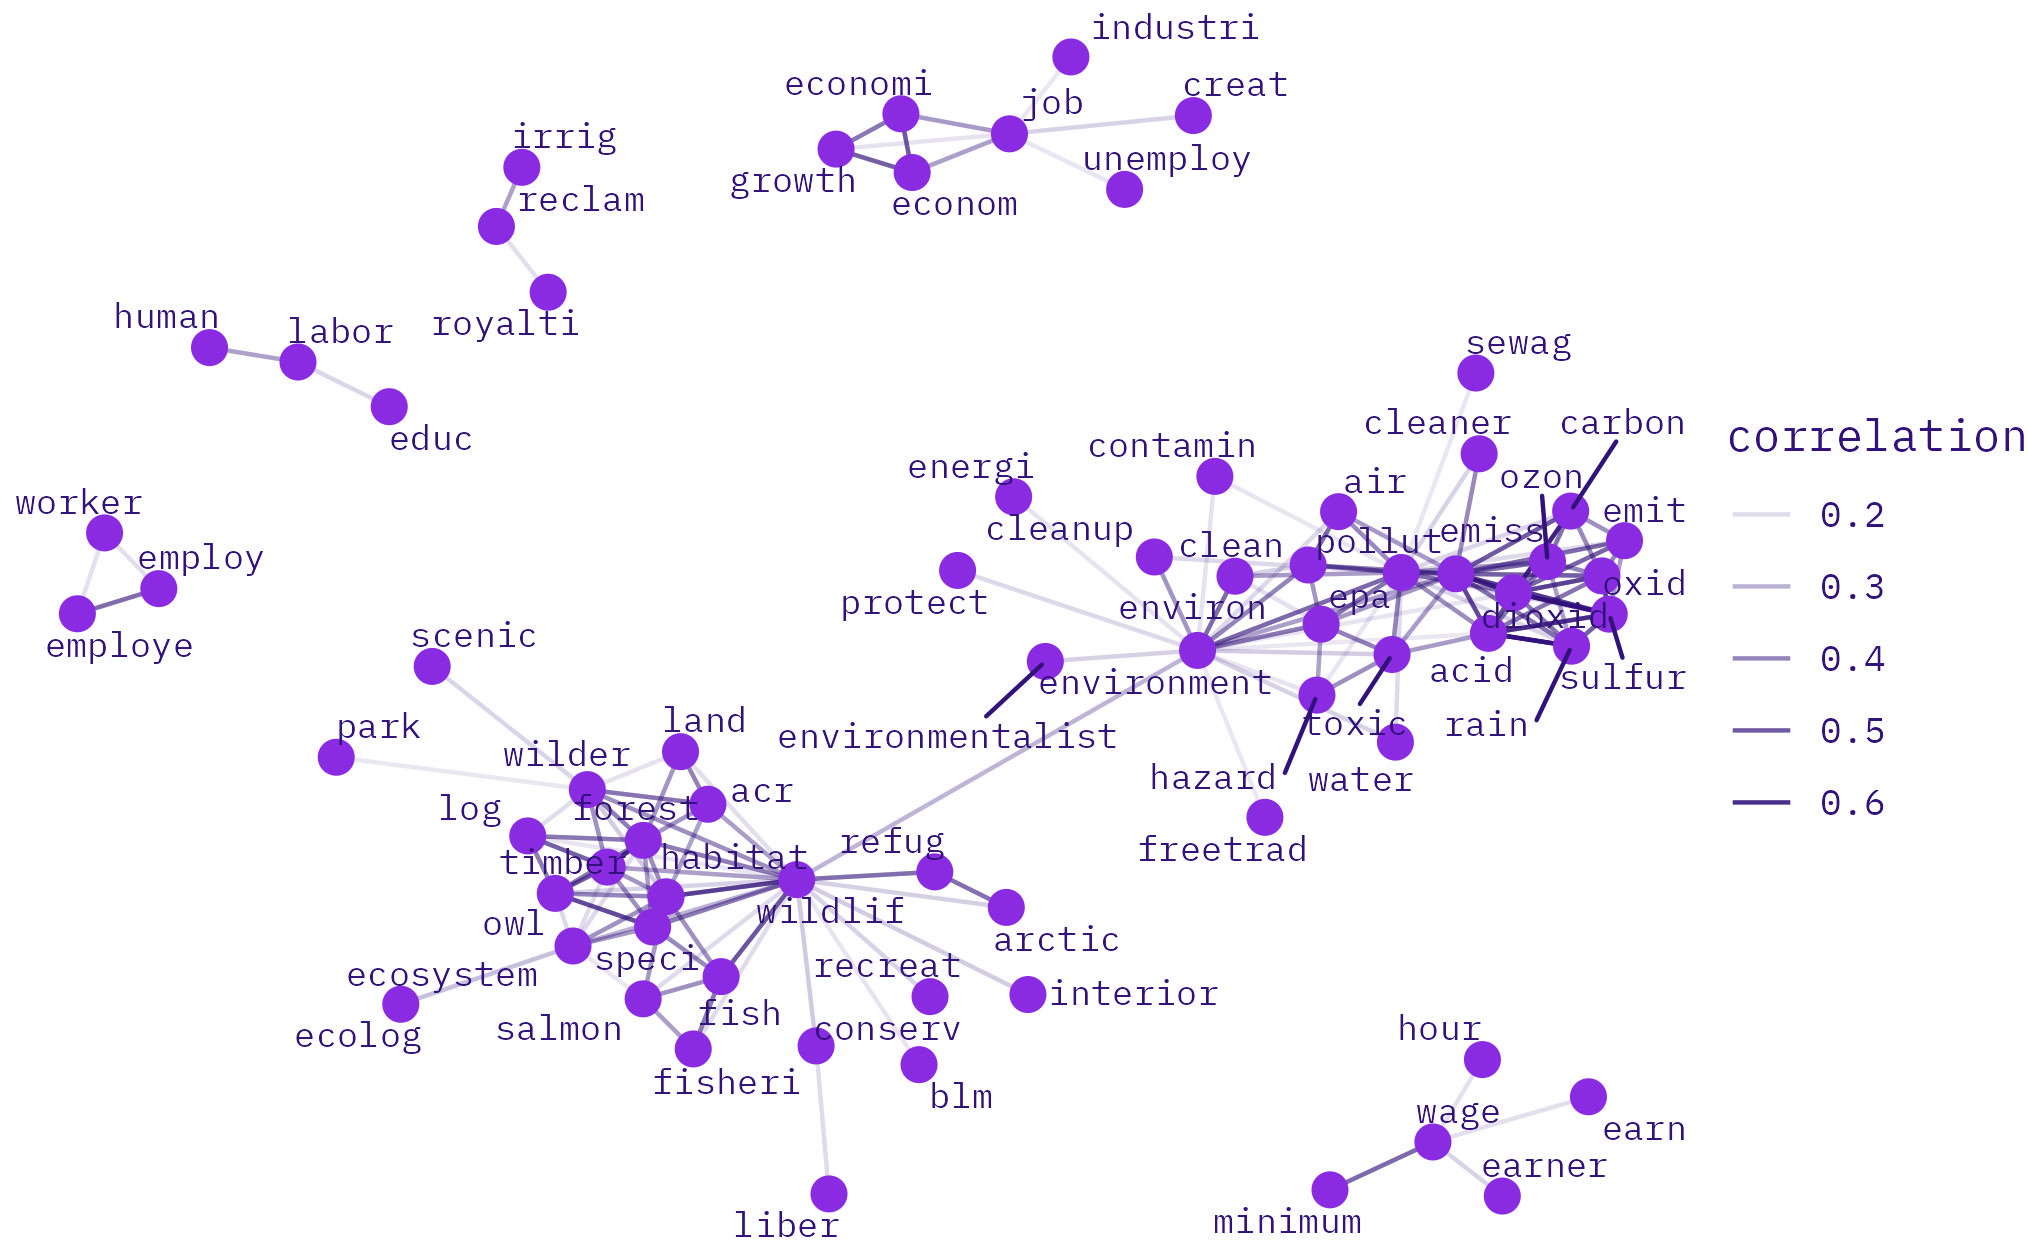 industri
economi
creat
job
irrig
unemploy
growth
reclam
econom
human
labor
royalti
sewag
educ
cleaner
carbon
correlation
contamin
energi
air
ozon
worker
0.2
emit
cleanup
emiss
clean
pollut
employ
0.3
oxid
protect
environ
epa
dioxid
scenic
employe
0.4
acid
sulfur
environment
land
park
toxic
rain
0.5
environmentalist
wilder
hazard
water
acr
0.6
log
forest
refug
freetrad
timber
habitat
wildlif
owl
arctic
speci
recreat
ecosystem
interior
fish
salmon
conserv
hour
ecolog
fisheri
blm
wage
earn
earner
minimum
liber